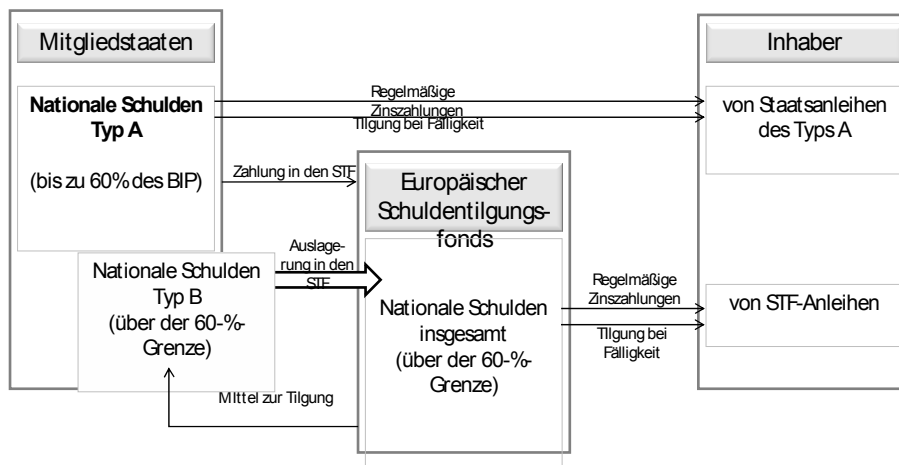 Mitgliedstaaten
Nationale Schulden
Typ A
(bis zu 60% des BIP)
Nationale Schulden
Typ B
(über der 60-%-
Grenze)
Regelmäßige
Zinszahlungen
TIlgung bei Fälligkeit
Zahlung in den STF
Auslage-
rung in den
STF
MIttel zur Tilgung
Europäischer
Schuldentilgungs-
fonds
Nationale Schulden
insgesamt
(über der 60-%-
Grenze)
Regelmäßige
Zinszahlungen
TIlgung bei
Fälligkeit
Inhaber
von Staatsanleihen
des Typs A
von STF-Anleihen